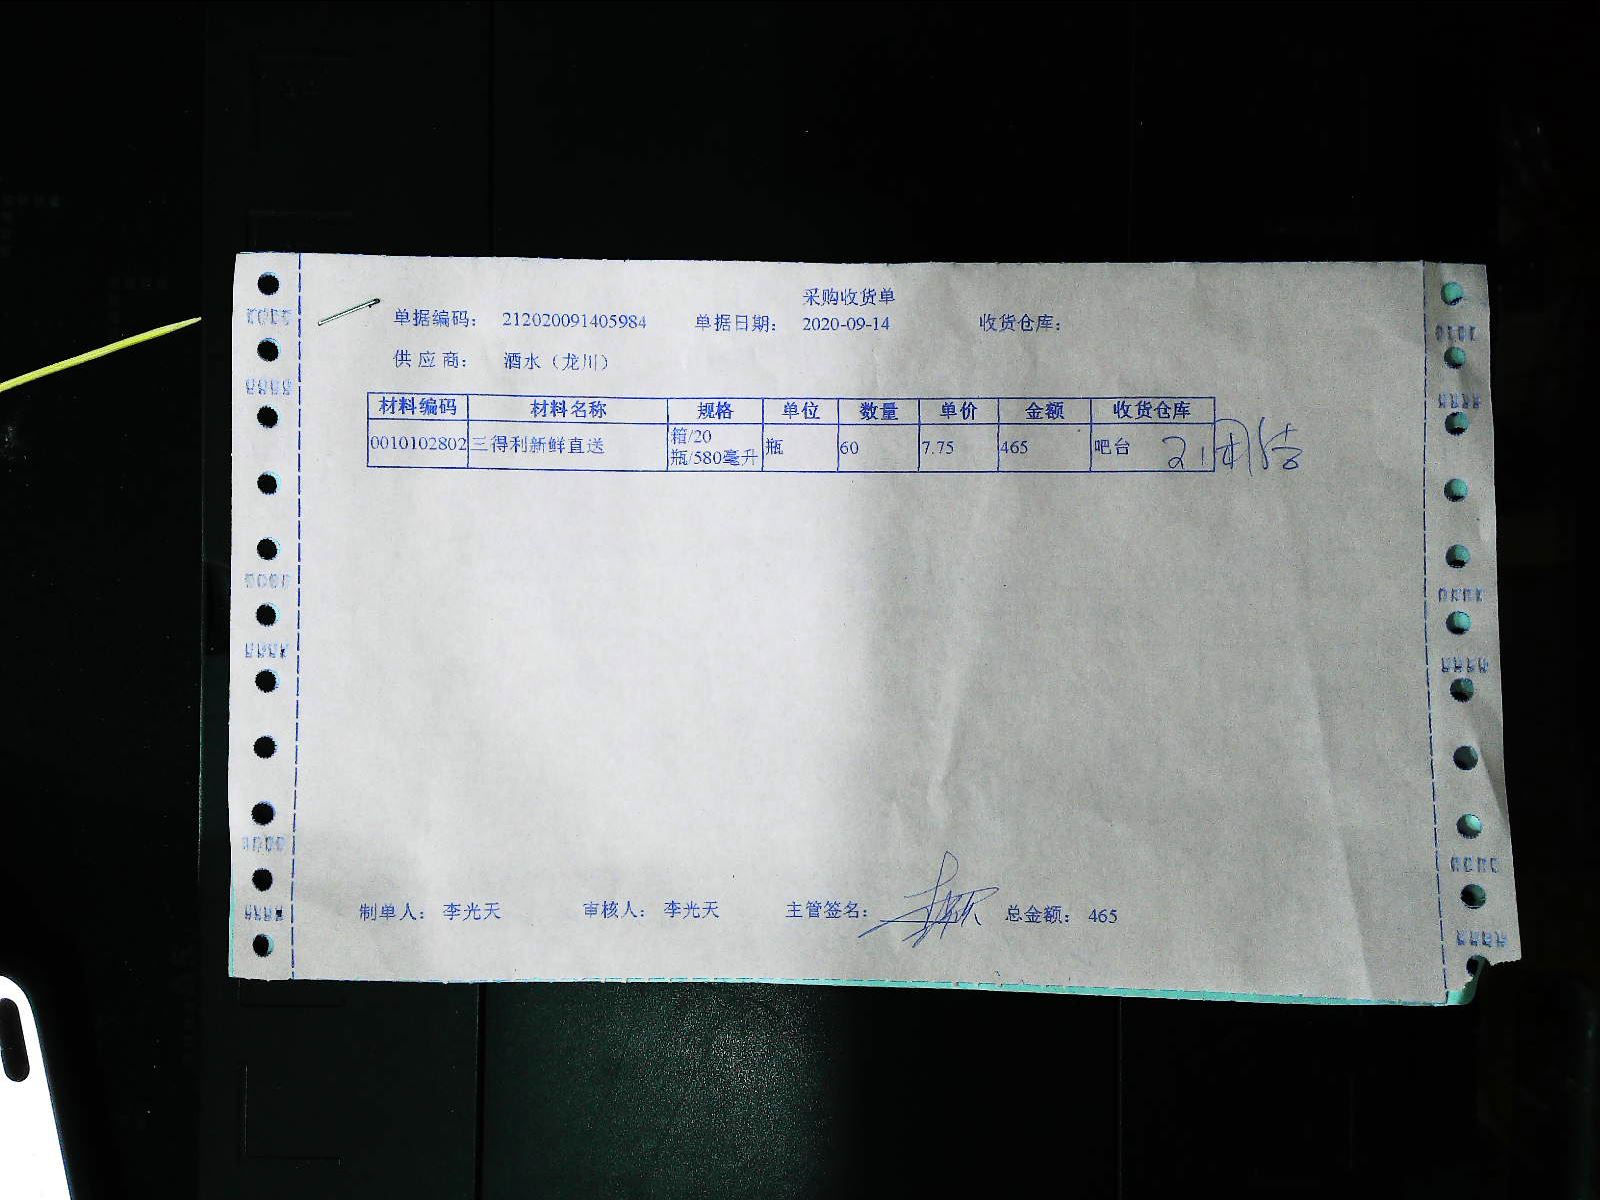 采购收货单
单据编码: 212020091405984 单据日期: 2020-09-14 收货仓库:
供 应 商: 酒水（龙川）
材料编码 材料名称 规格 单位 数量 单价 金额 收货仓库
0010102802 三得利新鲜直送 箱/20瓶/580毫升 瓶 60 7.75 465 吧台
制单人: 李光天 审核人: 李光天 主管签名: 总金额: 465